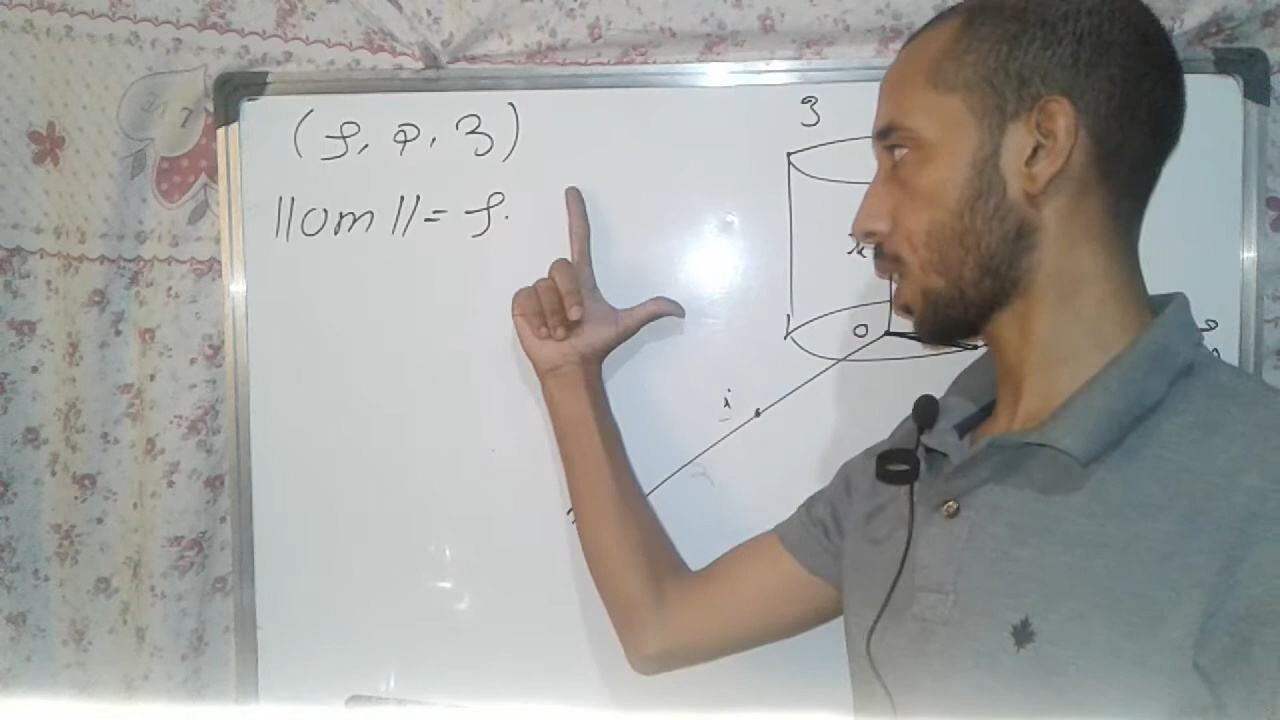 (ρ, φ, z)
||om|| = ρ.
z
k
o
i